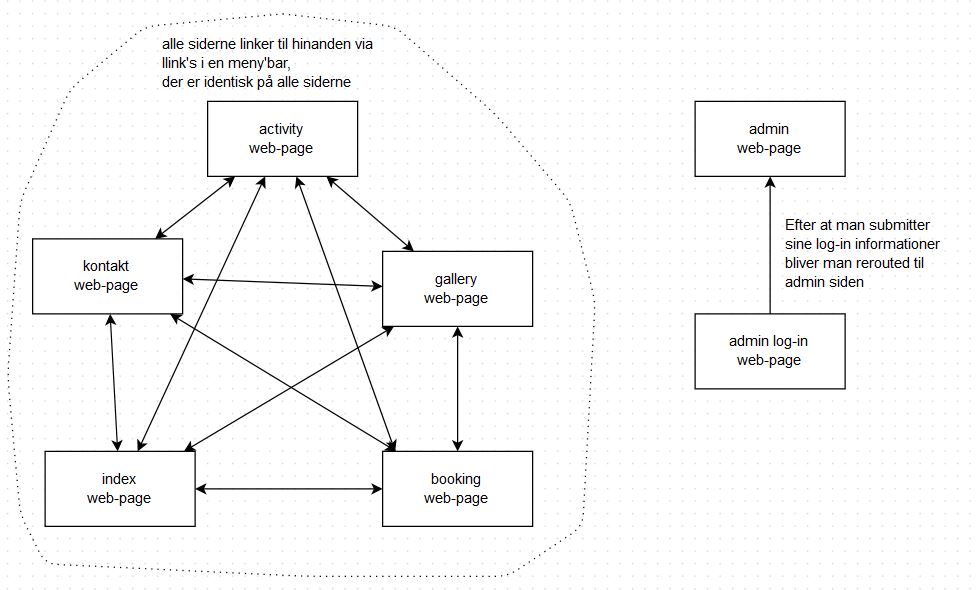 alle siderne linker til hinanden via
llink's i en meny'bar,
der er identisk på alle siderne
activity
web-page
kontakt
web-page
gallery
web-page
index
web-page
booking
web-page
admin
web-page
Efter at man submitter
sine log-in informationer
bliver man rerouted til
admin siden
admin log-in
web-page